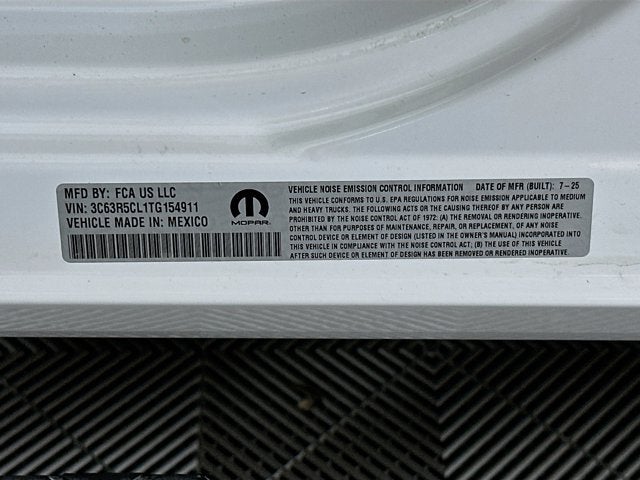 MFD BY: FCA US LLC
VIN: 3C63R5CL1TG154911
VEHICLE MADE IN: MEXICO
MOPAR
VEHICLE NOISE EMISSION CONTROL INFORMATION DATE OF MFR (BUILT): 7-25
THIS VEHICLE CONFORMS TO U.S. EPA REGULATIONS FOR NOISE EMISSION APPLICABLE TO MEDIUM
AND HEAVY TRUCKS. THE FOLLOWING ACTS OR THE CAUSING THEREOF BY ANY PERSON ARE
PROHIBITED BY THE NOISE CONTROL ACT OF 1972: (A) THE REMOVAL OR RENDERING INOPERATIVE,
OTHER THAN FOR PURPOSES OF MAINTENANCE, REPAIR, OR REPLACEMENT, OF ANY NOISE
CONTROL DEVICE OR ELEMENT OF DESIGN (LISTED IN THE OWNER'S MANUAL) INCORPORATED INTO
THIS VEHICLE IN COMPLIANCE WITH THE NOISE CONTROL ACT; (B) THE USE OF THIS VEHICLE
AFTER SUCH DEVICE OR ELEMENT OF DESIGN HAS BEEN REMOVED OR RENDERED INOPERATIVE.